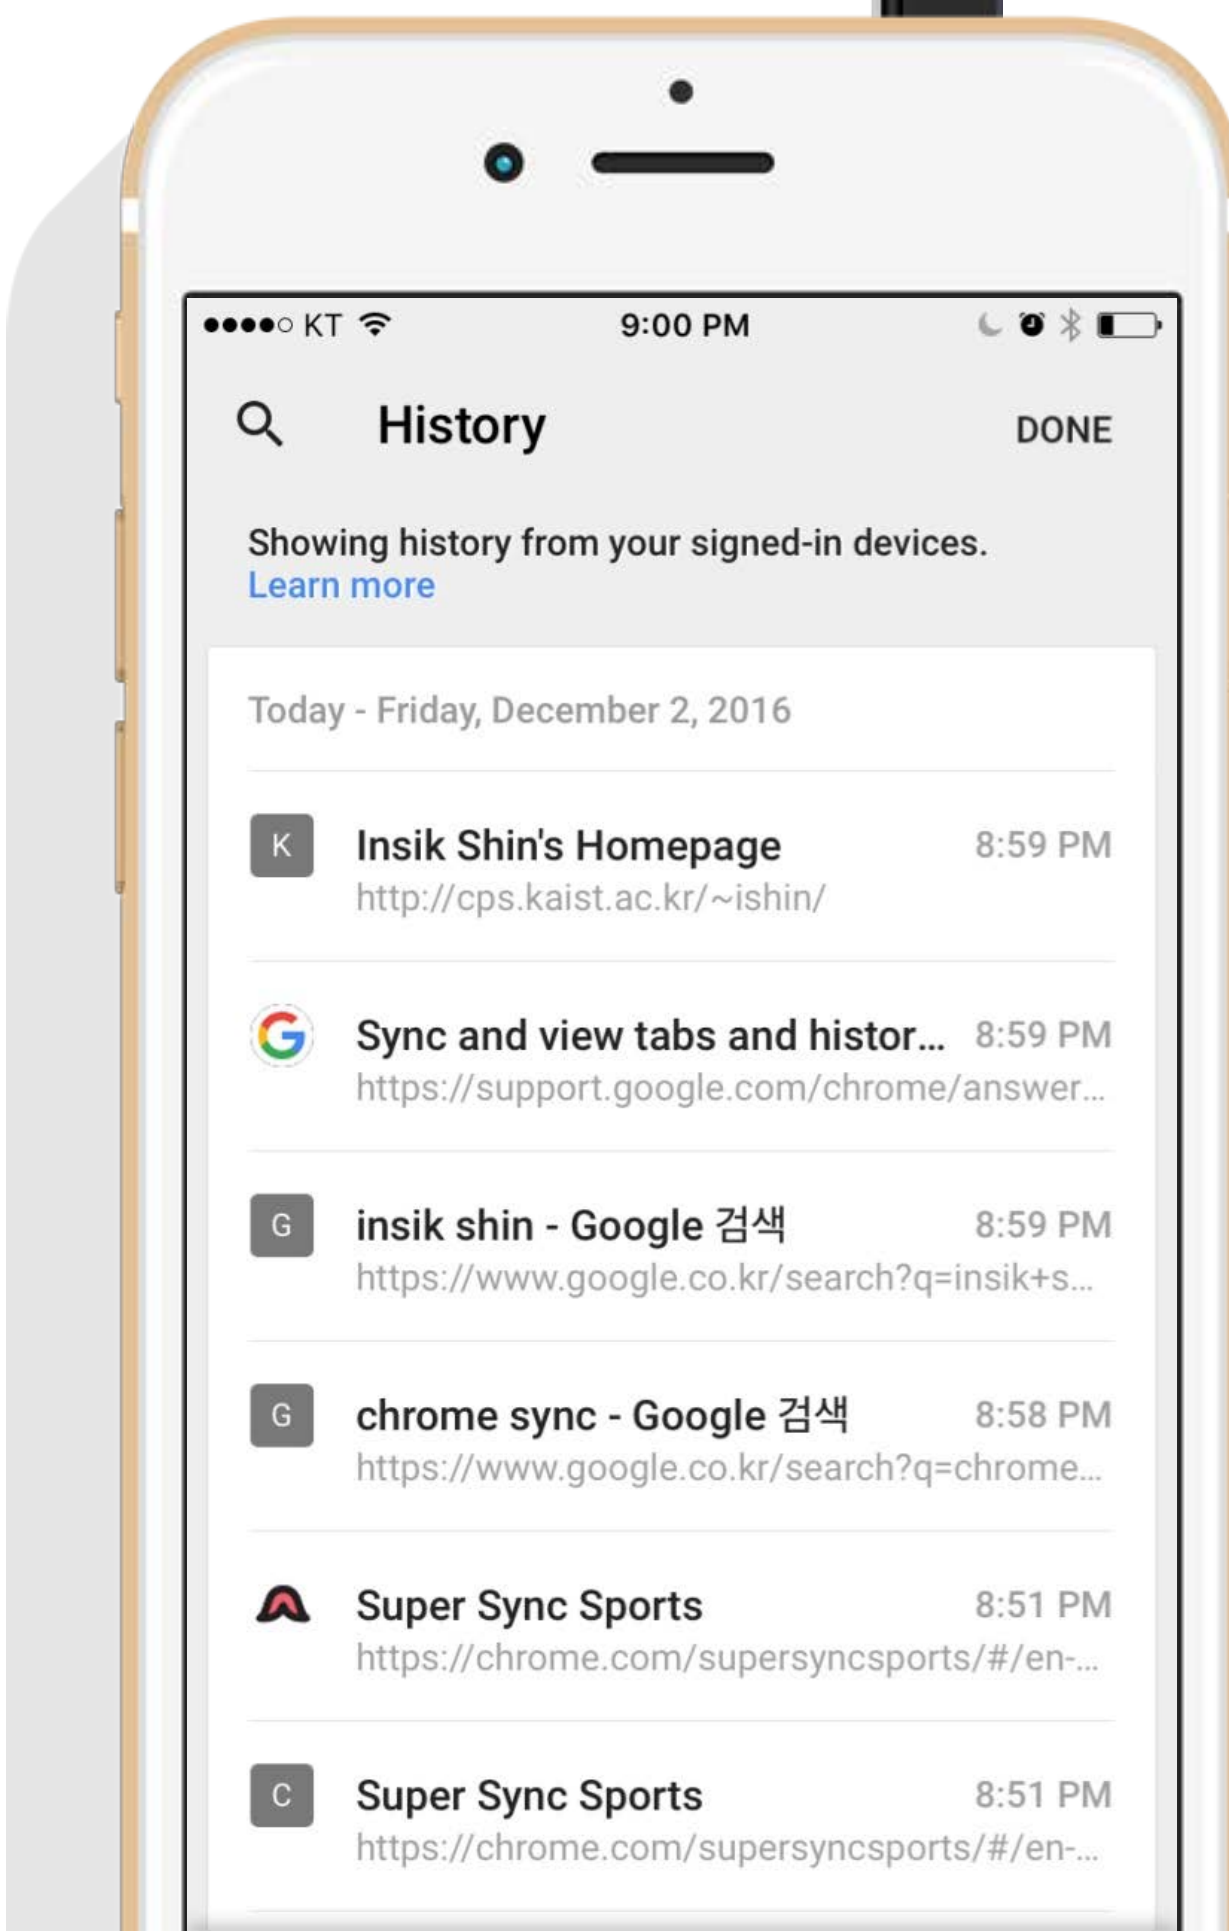 KT 9:00 PM
History DONE
Showing history from your signed-in devices.
Learn more
Today - Friday, December 2, 2016
K Insik Shin's Homepage 8:59 PM
http://cps.kaist.ac.kr/~ishin/
Sync and view tabs and histor... 8:59 PM
https://support.google.com/chrome/answer...
G insik shin - Google 검색 8:59 PM
https://www.google.co.kr/search?q=insik+s...
G chrome sync - Google 검색 8:58 PM
https://www.google.co.kr/search?q=chrome...
Super Sync Sports 8:51 PM
https://chrome.com/supersyncsports/#/en-...
C Super Sync Sports 8:51 PM
https://chrome.com/supersyncsports/#/en-...